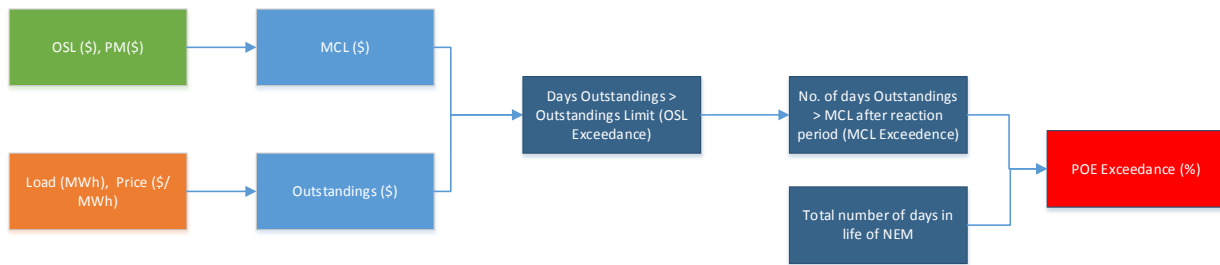 OSL ($), PM($)
MCL ($)
Days Outstandings >
Outstandings Limit (OSL
Exceedance)
No. of days Outstandings
> MCL after reaction
period (MCL Exceedence)
POE Exceedance (%)
Load (MWh),  Price ($/
MWh)
Outstandings ($)
Total number of days in
life of NEM